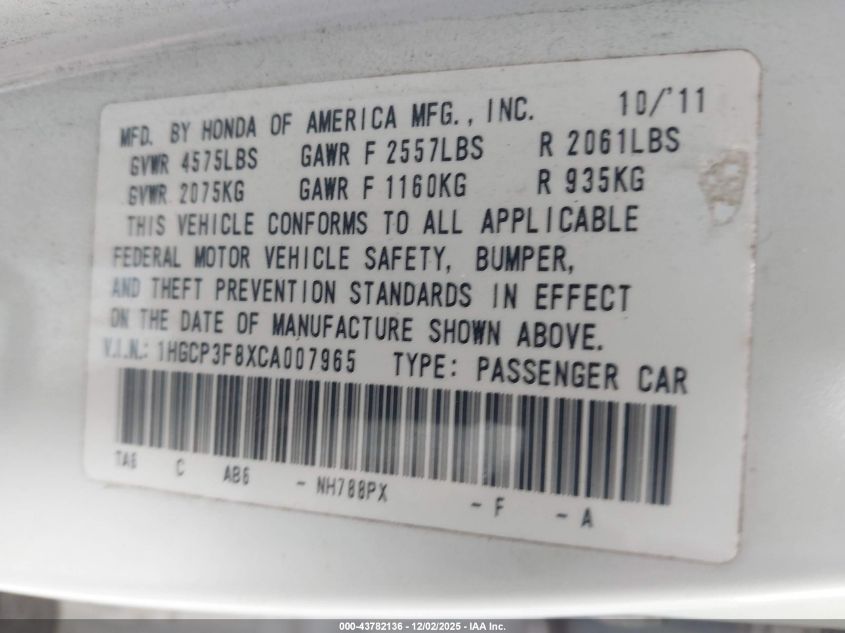 MFD. BY HONDA OF AMERICA MFG., INC. 10/'11
GVWR 4575LBS GAWR F 2557LBS R 2061LBS
GVWR 2075KG GAWR F 1160KG R 935KG
THIS VEHICLE CONFORMS TO ALL APPLICABLE
FEDERAL MOTOR VEHICLE SAFETY, BUMPER,
AND THEFT PREVENTION STANDARDS IN EFFECT
ON THE DATE OF MANUFACTURE SHOWN ABOVE.
V.I.N.: 1HGCP3F8XCA007965 TYPE: PASSENGER CAR
TA6 C AB6 - NH788PX - F - A
000-43782136 - 12/02/2025 - IAA Inc.